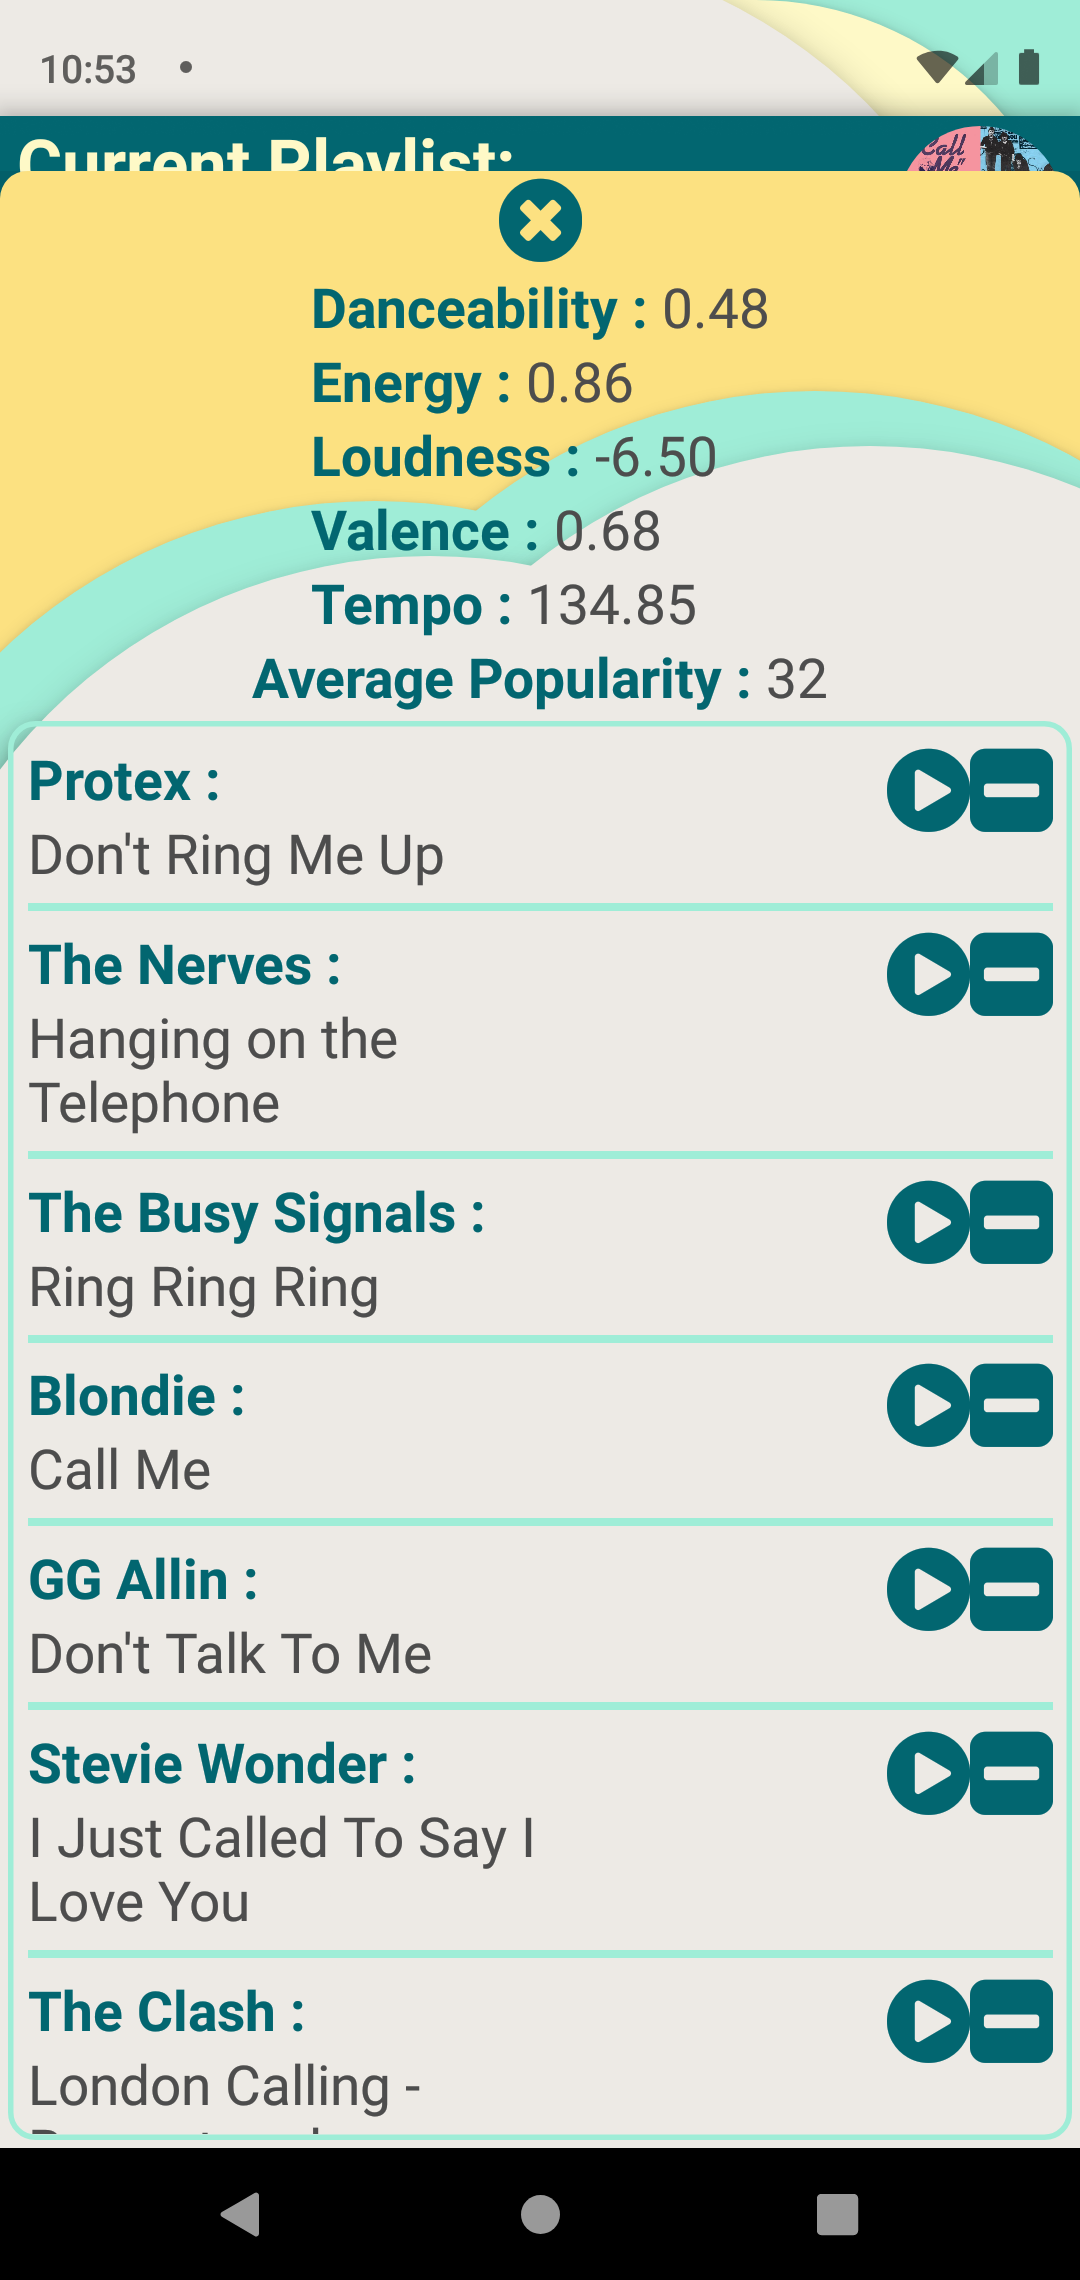 10:53
Current Playlist:
Call
Me"
Danceability : 0.48
Energy : 0.86
Loudness : -6.50
Valence : 0.68
Tempo : 134.85
Average Popularity : 32
Protex :
Don't Ring Me Up
The Nerves :
Hanging on the
Telephone
The Busy Signals :
Ring Ring Ring
Blondie :
Call Me
GG Allin :
Don't Talk To Me
Stevie Wonder :
I Just Called To Say I
Love You
The Clash :
London Calling -